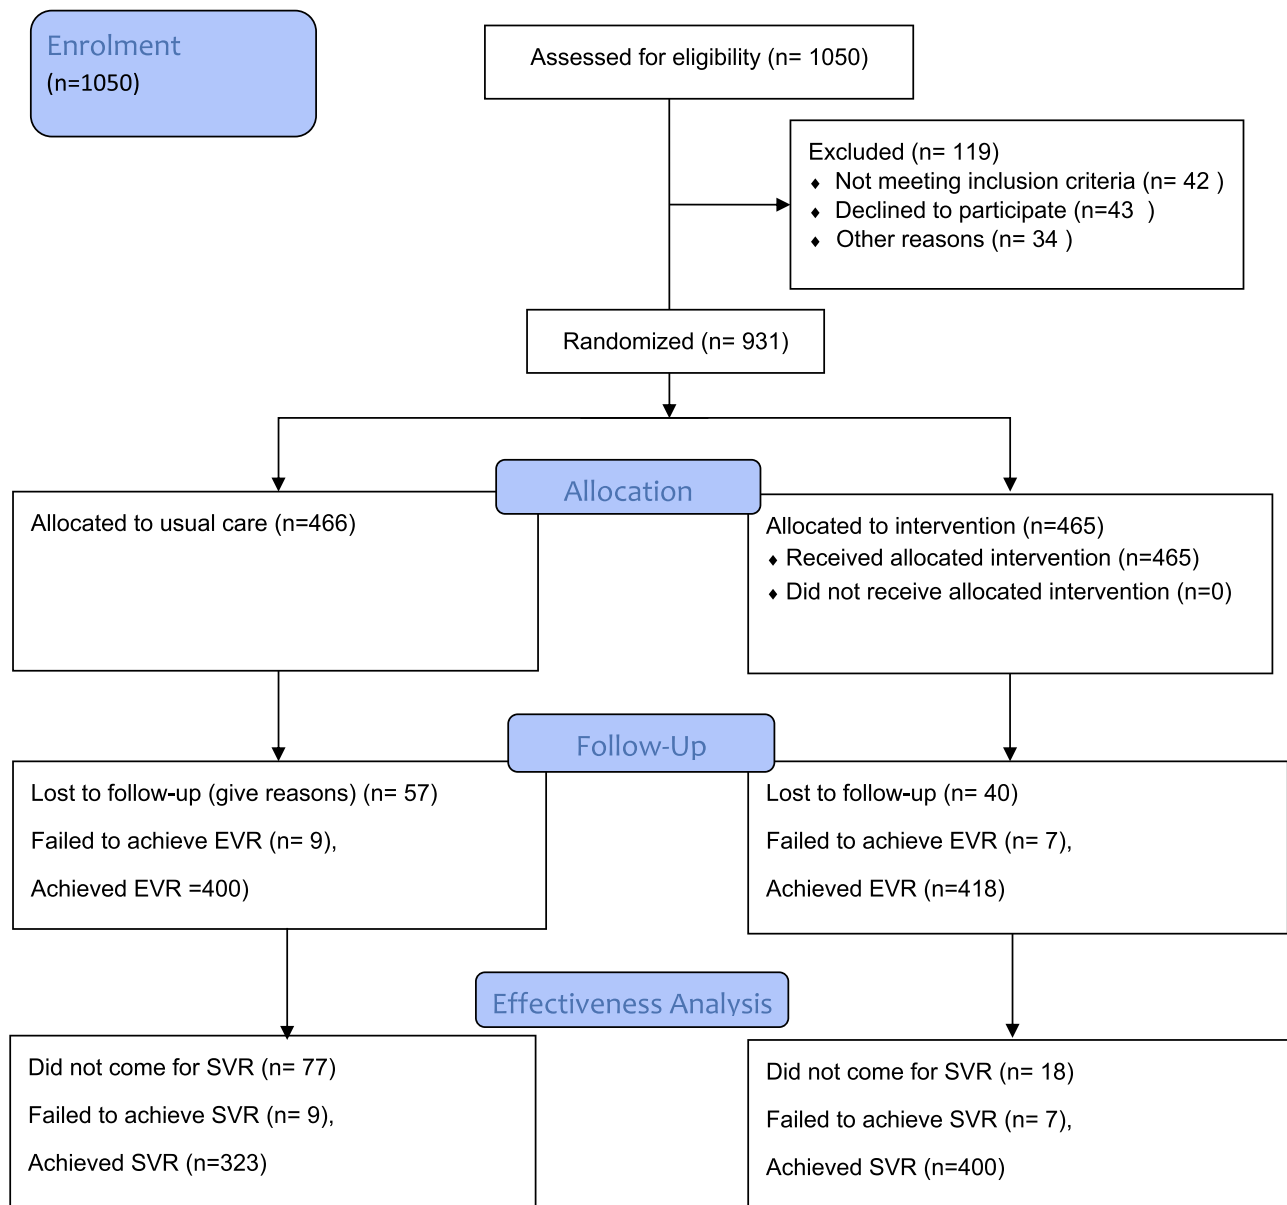 Enrolment
(n=1050)
Assessed for eligibility (n= 1050)
Excluded (n= 119)
♦ Not meeting inclusion criteria (n= 42 )
♦ Declined to participate (n=43 )
♦ Other reasons (n= 34 )
Randomized (n= 931)
Allocation
Allocated to usual care (n=466)
Allocated to intervention (n=465)
♦ Received allocated intervention (n=465)
♦ Did not receive allocated intervention (n=0)
Follow-Up
Lost to follow-up (give reasons) (n= 57)
Failed to achieve EVR (n= 9),
Achieved EVR =400)
Lost to follow-up (n= 40)
Failed to achieve EVR (n= 7),
Achieved EVR (n=418)
Effectiveness Analysis
Did not come for SVR (n= 77)
Failed to achieve SVR (n= 9),
Achieved SVR (n=323)
Did not come for SVR (n= 18)
Failed to achieve SVR (n= 7),
Achieved SVR (n=400)